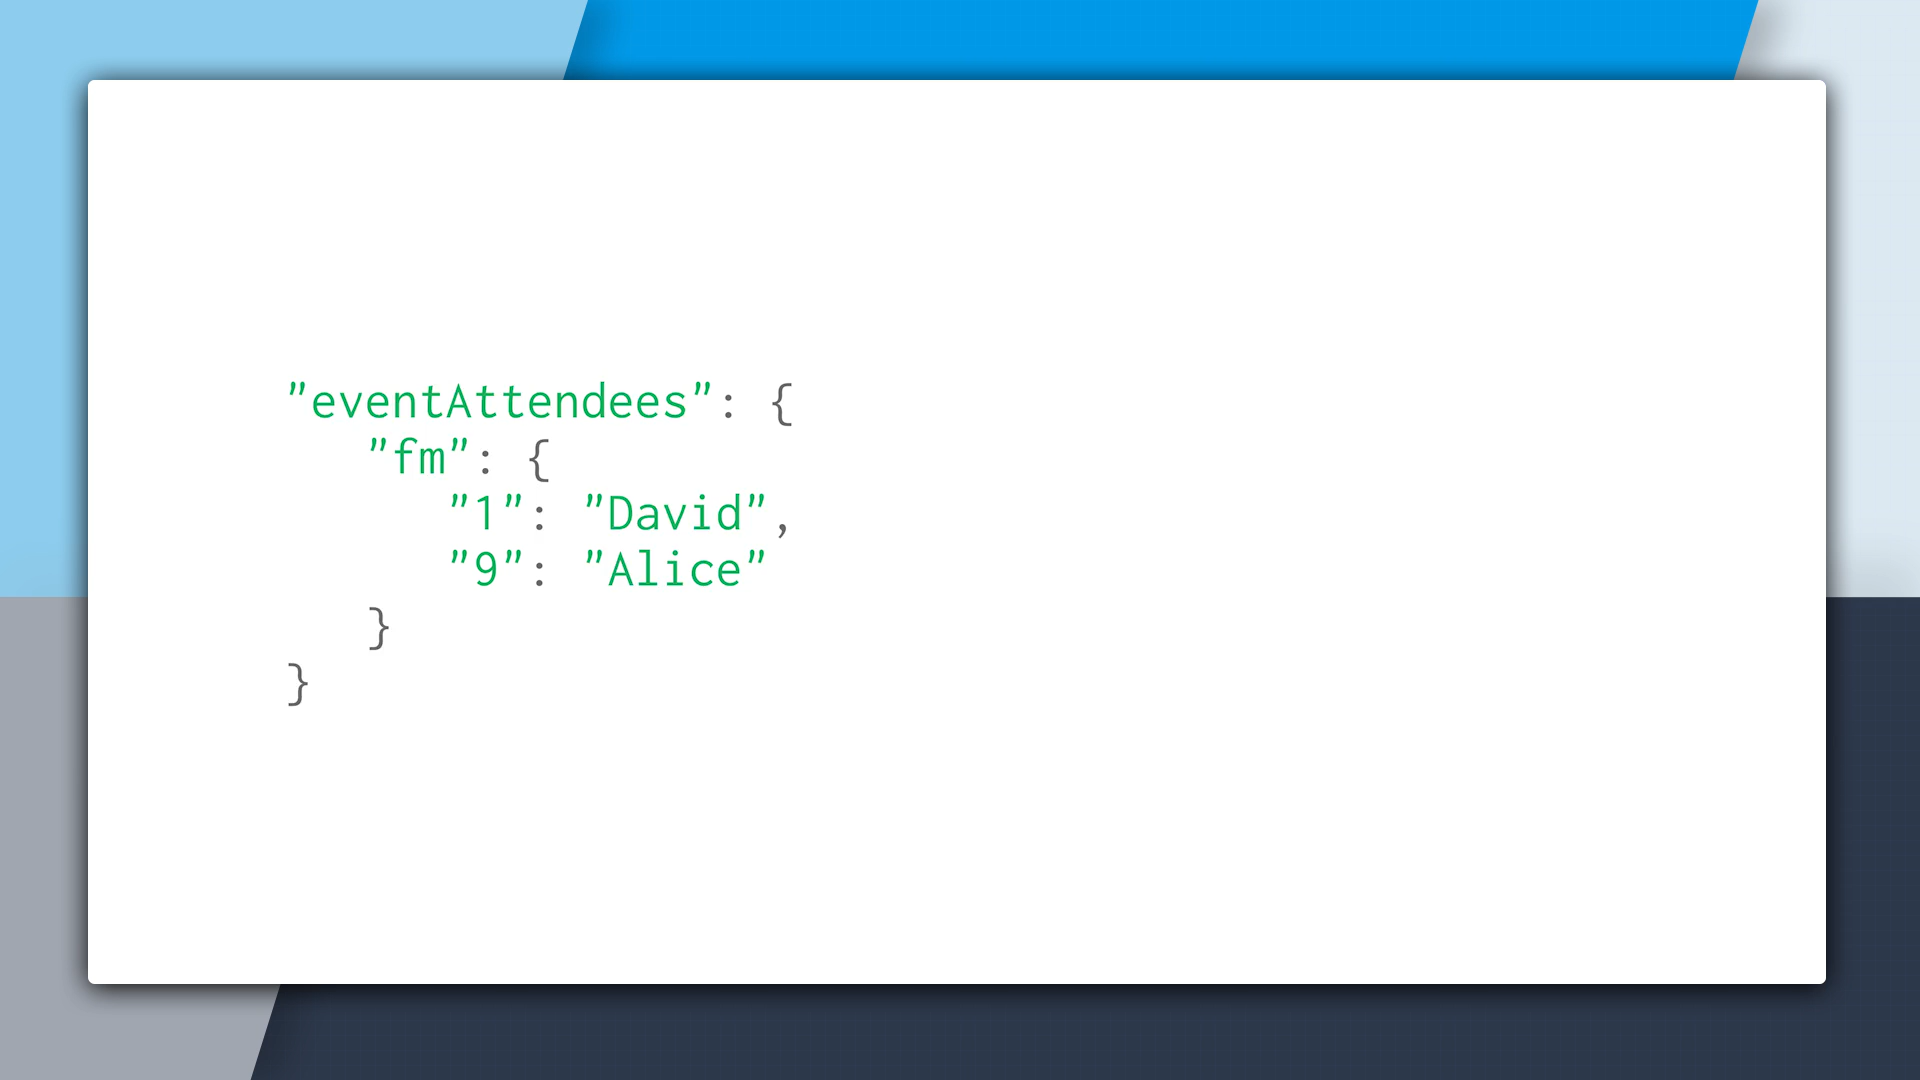 "eventAttendees": {
   "fm": {
      "1": "David",
      "9": "Alice"
   }
}